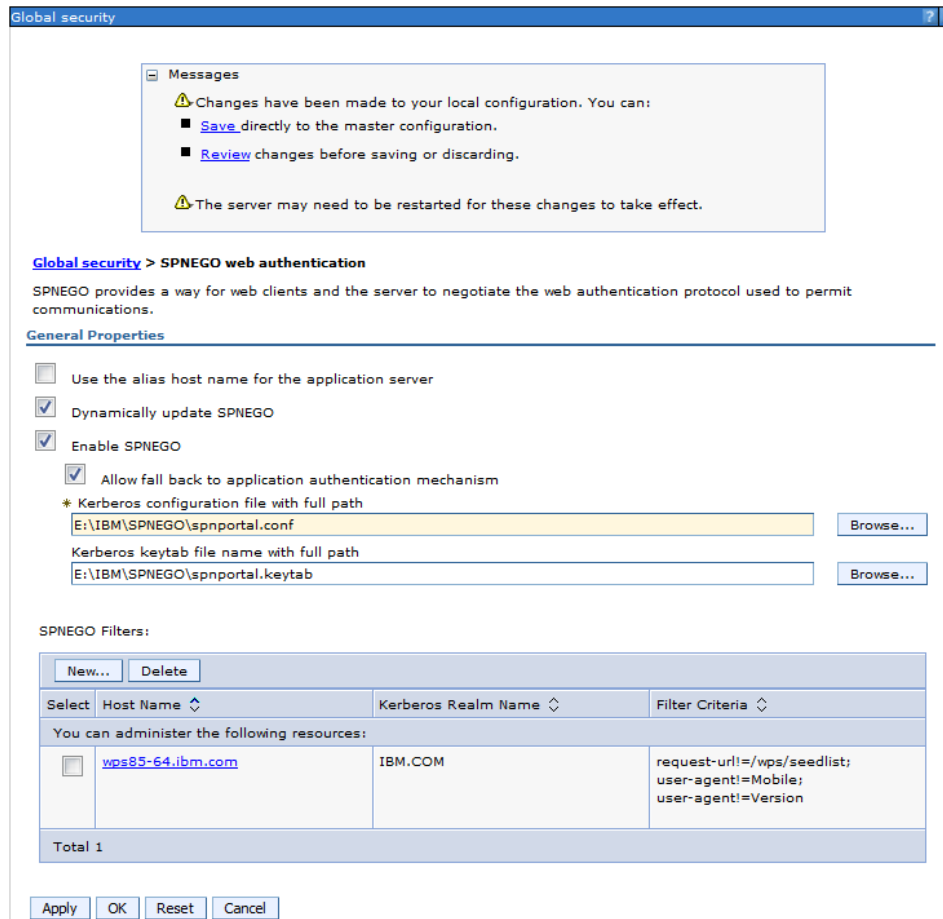 Global security ?
Messages
Changes have been made to your local configuration. You can:
Save directly to the master configuration.
Review changes before saving or discarding.
The server may need to be restarted for these changes to take effect.
Global security > SPNEGO web authentication
SPNEGO provides a way for web clients and the server to negotiate the web authentication protocol used to permit
communications.
General Properties
Use the alias host name for the application server
Dynamically update SPNEGO
Enable SPNEGO
Allow fall back to application authentication mechanism
* Kerberos configuration file with full path
E:\IBM\SPNEGO\spnportal.conf Browse...
Kerberos keytab file name with full path
E:\IBM\SPNEGO\spnportal.keytab Browse...
SPNEGO Filters:
New... Delete
Select Host Name Kerberos Realm Name Filter Criteria
You can administer the following resources:
wps85-64.ibm.com IBM.COM request-url!=/wps/seedlist;
user-agent!=Mobile;
user-agent!=Version
Total 1
Apply OK Reset Cancel